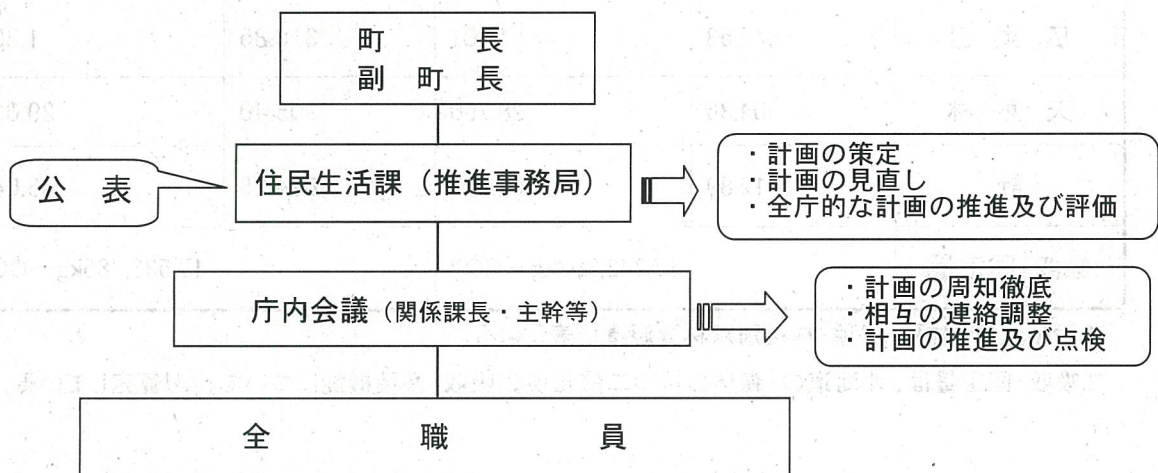 町 長
副 町 長
公 表
住民生活課（推進事務局）
・計画の策定
・計画の見直し
・全庁的な計画の推進及び評価
庁内会議（関係課長・主幹等）
・計画の周知徹底
・相互の連絡調整
・計画の推進及び点検
全 職 員